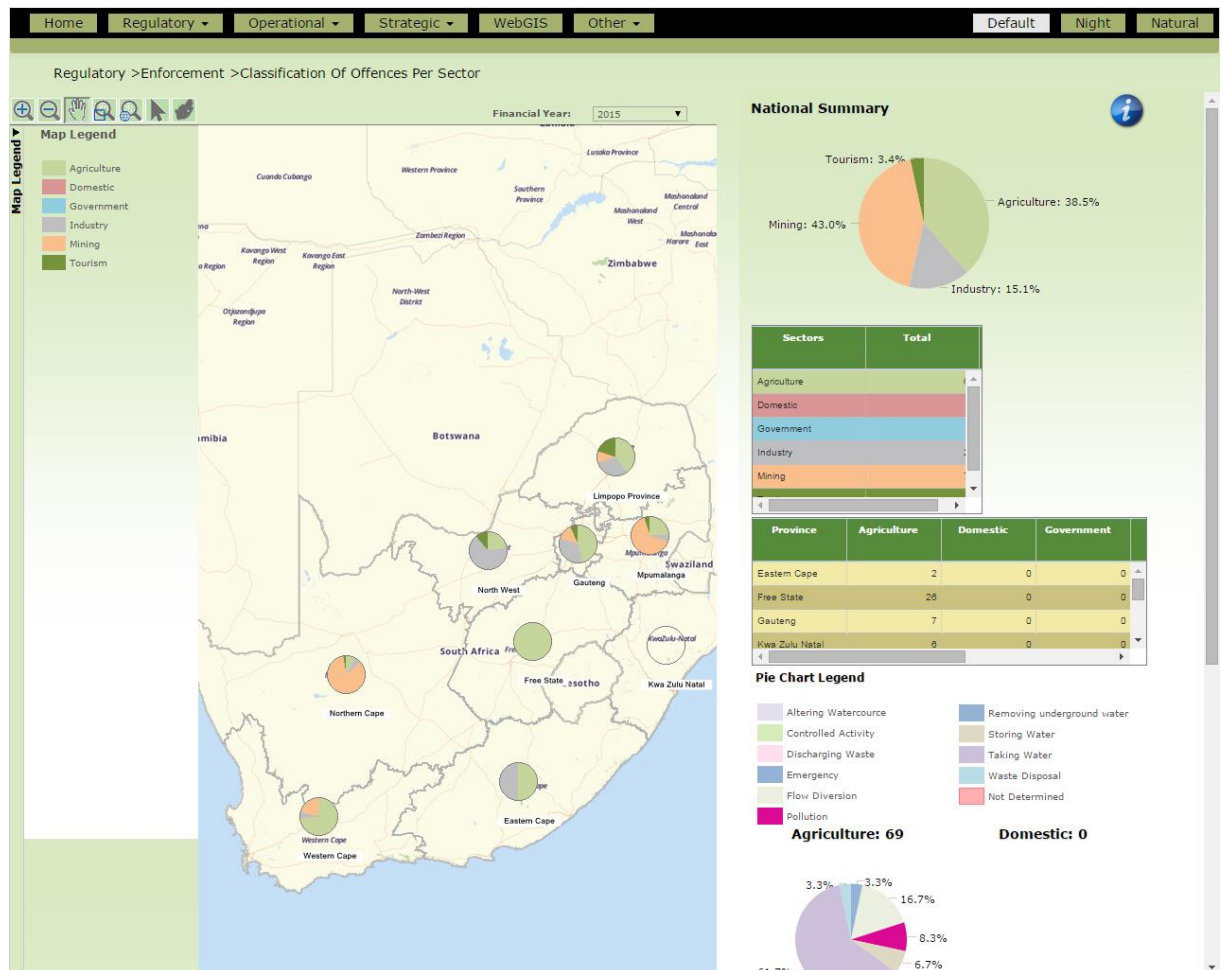 Home Regulatory Operational Strategic WebGIS Other Default Night Natural
Regulatory >Enforcement >Classification Of Offences Per Sector
Financial Year: 2015
Map Legend
Map Legend
Agriculture
Domestic
Government
Industry
Mining
Tourism
Lusaka Province
Cuando Cubango
Western Province
Southern Province
Mashonaland Central
Mashonaland West
Zambezi Region
Harare East
Kavango West Region
Kavango East Region
Zimbabwe
o Region
North-West District
Otjozondjupa Region
Botswana
Limpopo Province
Swaziland
North West
Gauteng
Mpumalanga
KwaZulu-Natal
South Africa
Free State
Kwa Zulu Natal
Northern Cape
Eastern Cape
Western Cape
Western Cape
National Summary
Tourism: 3.4%
Agriculture: 38.5%
Mining: 43.0%
Industry: 15.1%
Sectors Total
Agriculture
Domestic
Government
Industry
Mining
Province Agriculture Domestic Government
Eastern Cape 2 0 0
Free State 26 0 0
Gauteng 7 0 0
Kwa Zulu Natal 6 0 0
Pie Chart Legend
Altering Watercource
Controlled Activity
Discharging Waste
Emergency
Flow Diversion
Pollution
Removing underground water
Storing Water
Taking Water
Waste Disposal
Not Determined
Agriculture: 69 Domestic: 0
3.3% 3.3%
16.7%
8.3%
6.7%